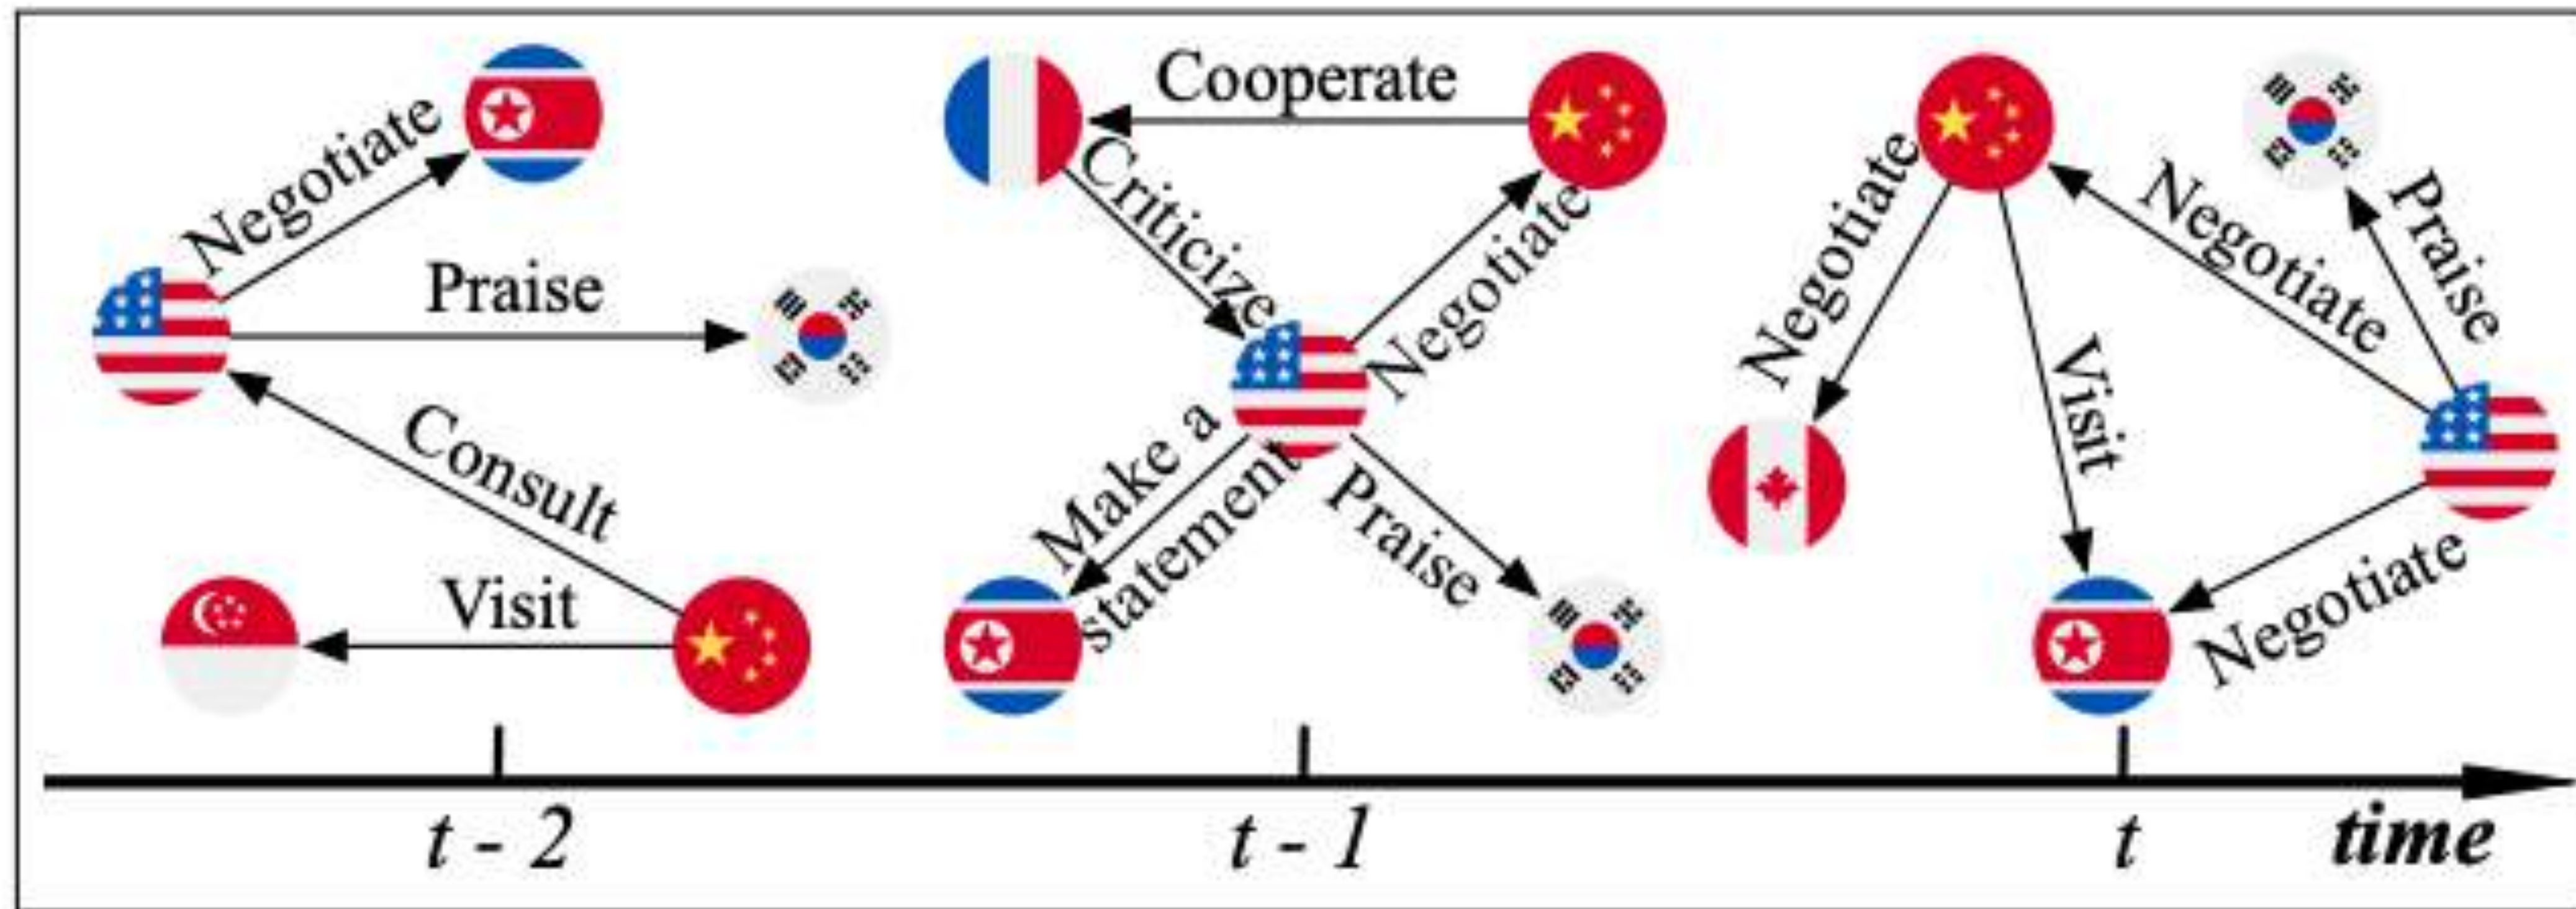 Negotiate
Praise
Consult
Visit
Cooperate
Criticize
Negotiate
Make a
statement
Praise
Negotiate
Visit
Negotiate
Praise
Negotiate
t - 2
t - 1
t
time